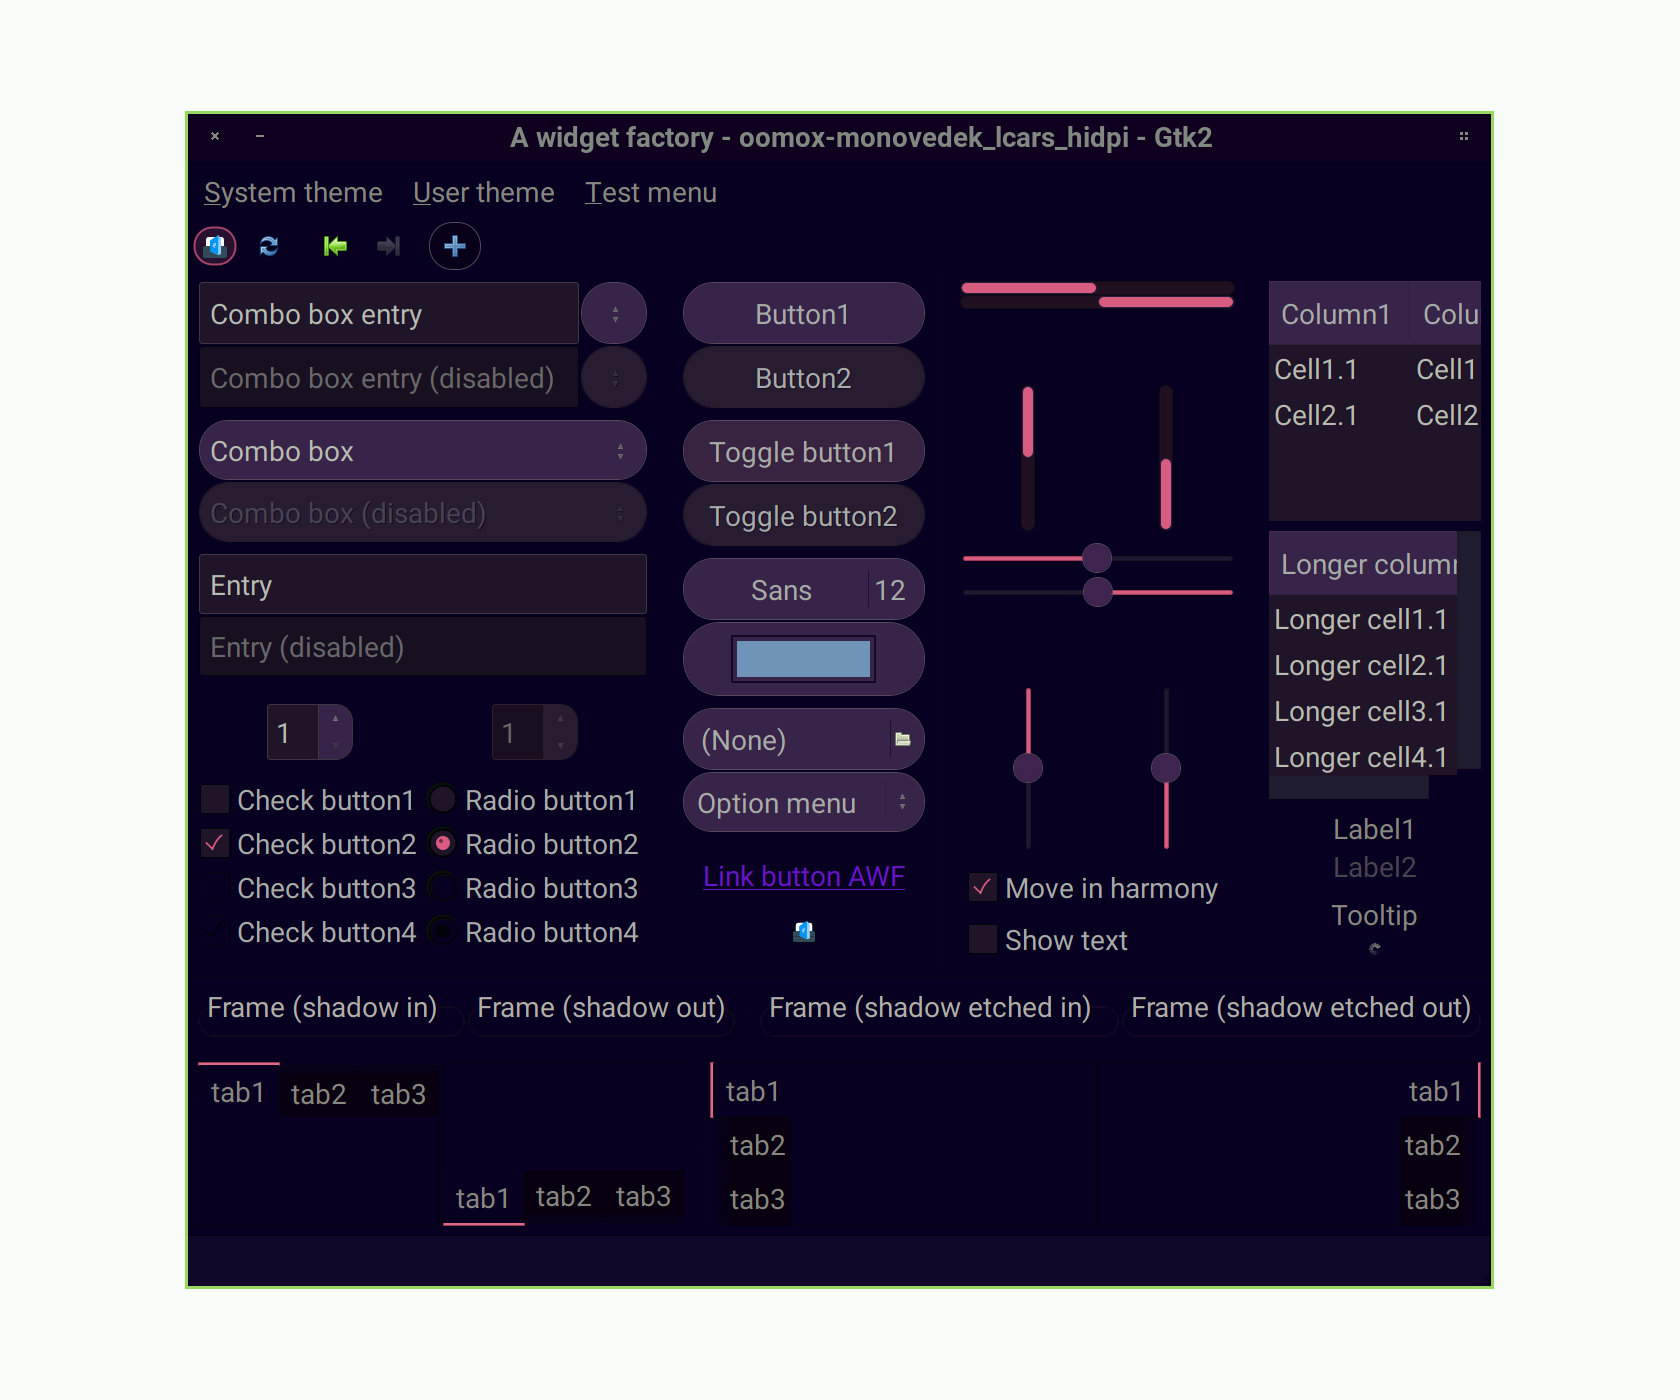 A widget factory - oomox-monovedek_lcars_hidpi - Gtk2
System theme User theme Test menu
Combo box entry
Combo box entry (disabled)
Combo box
Combo box (disabled)
Entry
Entry (disabled)
1 1
Check button1 Radio button1
Check button2 Radio button2
Check button3 Radio button3
Check button4 Radio button4
Button1
Button2
Toggle button1
Toggle button2
Sans 12
(None)
Option menu
Link button AWF
Move in harmony
Show text
Column1 Colu
Cell1.1 Cell1
Cell2.1 Cell2
Longer colum
Longer cell1.1
Longer cell2.1
Longer cell3.1
Longer cell4.1
Label1
Label2
Tooltip
Frame (shadow in) Frame (shadow out) Frame (shadow etched in) Frame (shadow etched out)
tab1 tab2 tab3
tab1 tab2 tab3
tab1
tab2
tab3
tab1
tab2
tab3